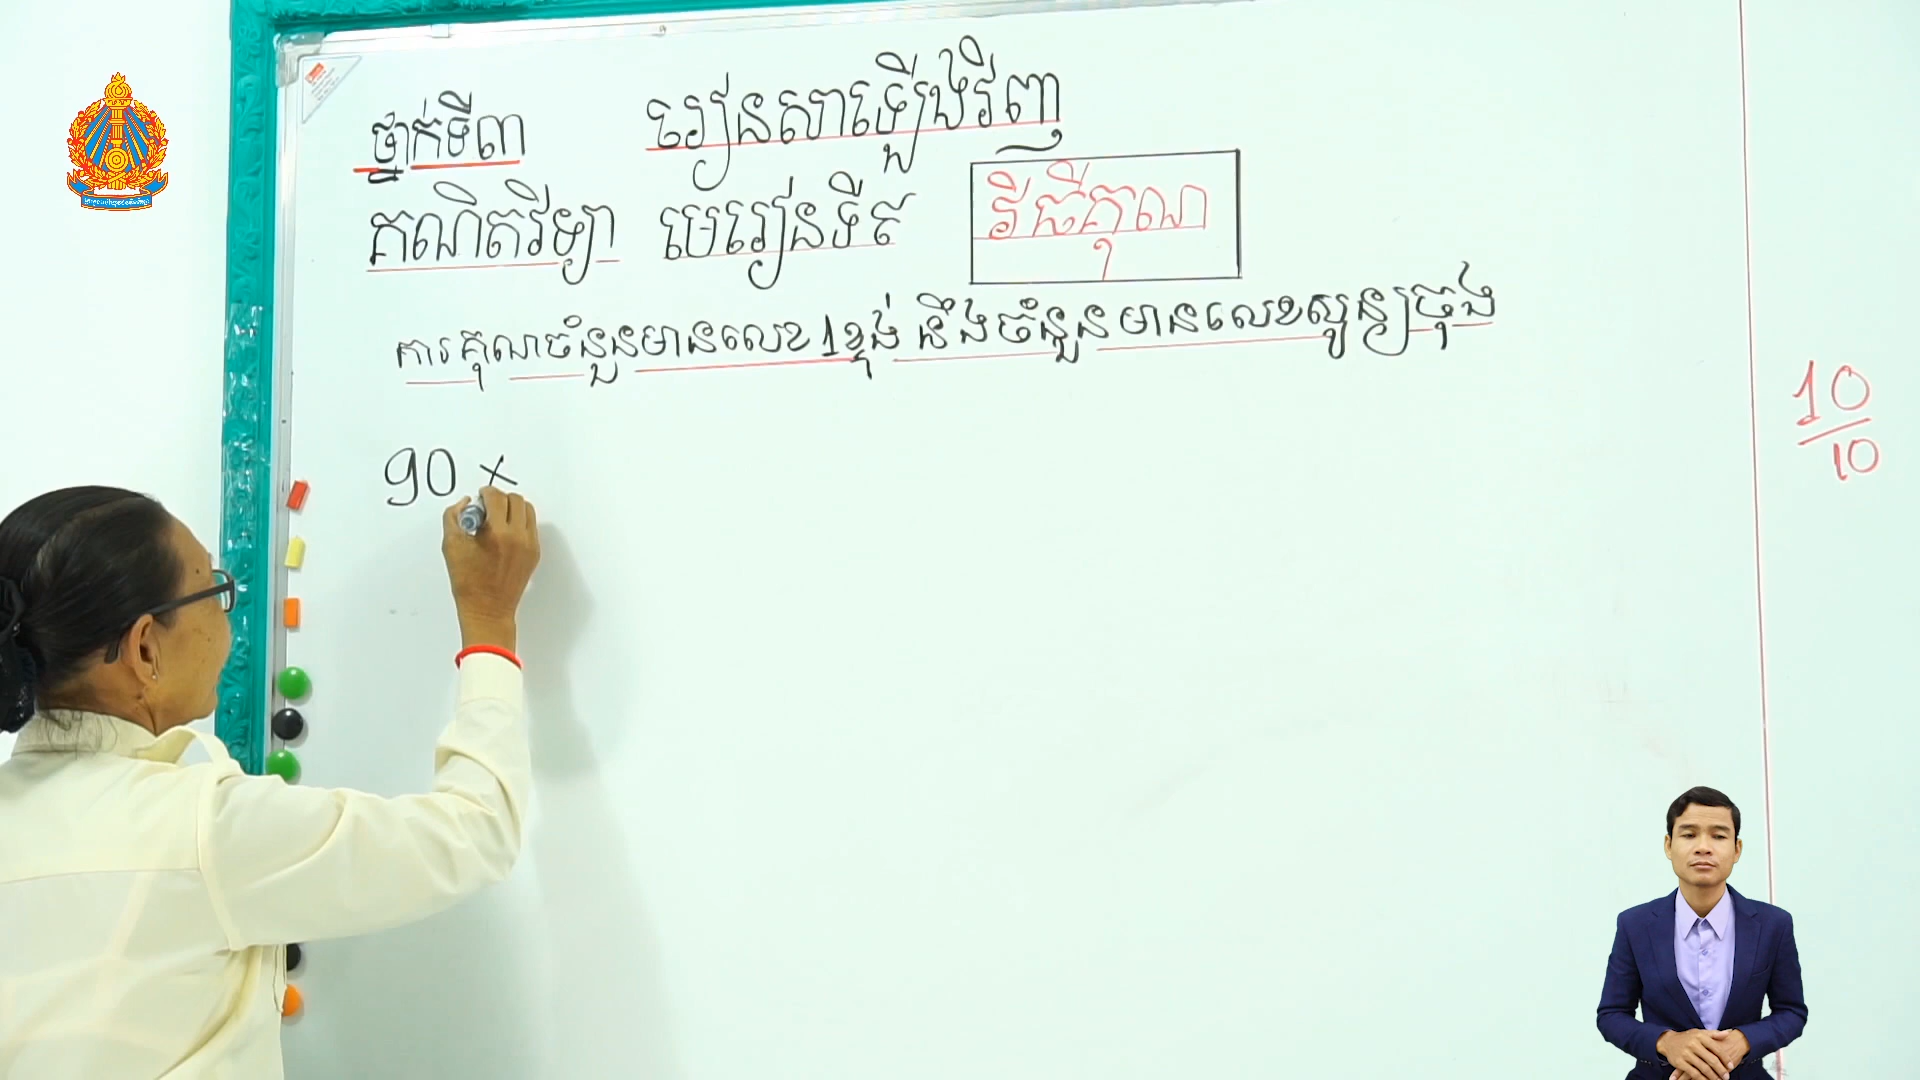 ថ្នាក់ទី៣
រៀនសាឡើងវិញ
គណិតវិទ្យា
មេរៀនទី៩
វិធីគុណ
ការគុណចំនួនមានលេខ 1 ខ្ទង់ នឹងចំនួនមានលេខសូន្យចុង
90 ×
10
10